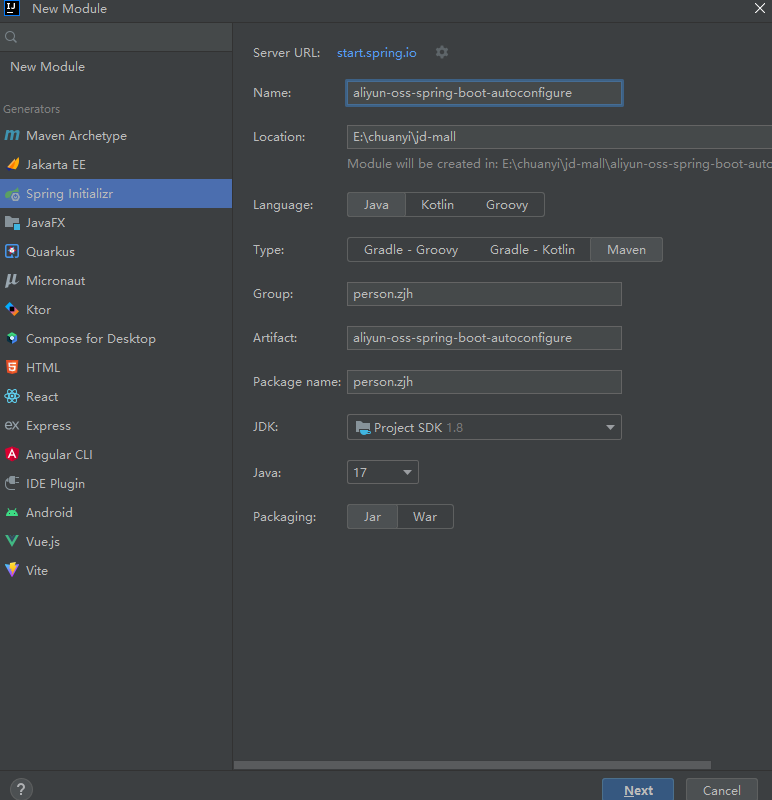 New Module
New Module
Generators
Maven Archetype
Jakarta EE
Spring Initializr
JavaFX
Quarkus
Micronaut
Ktor
Compose for Desktop
HTML
React
Express
Angular CLI
IDE Plugin
Android
Vue.js
Vite
Server URL: start.spring.io
Name: aliyun-oss-spring-boot-autoconfigure
Location: E:\chuanyi\jd-mall
Module will be created in: E:\chuanyi\jd-mall\aliyun-oss-spring-boot-auto
Language: Java Kotlin Groovy
Type: Gradle - Groovy Gradle - Kotlin Maven
Group: person.zjh
Artifact: aliyun-oss-spring-boot-autoconfigure
Package name: person.zjh
JDK: Project SDK 1.8
Java: 17
Packaging: Jar War
? Next Cancel